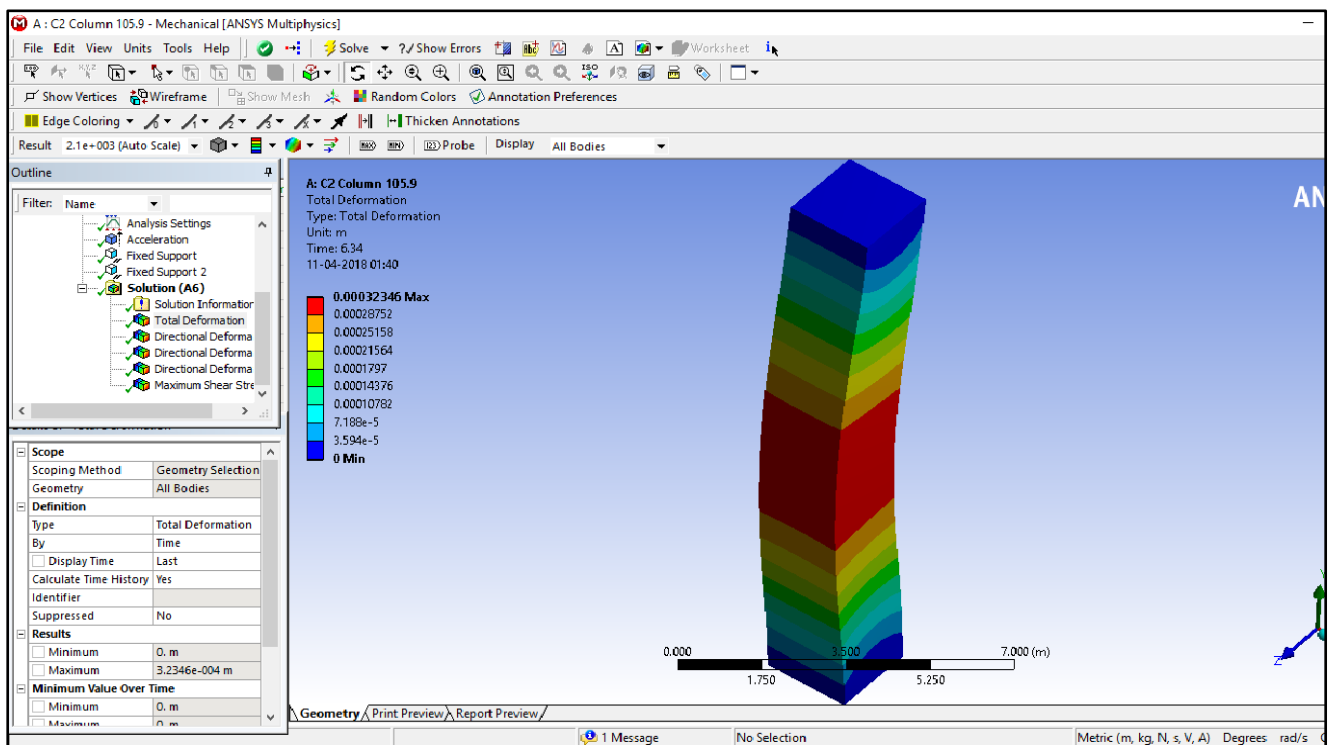 A : C2 Column 105.9 - Mechanical [ANSYS Multiphysics]
File Edit View Units Tools Help Solve ?/ Show Errors Worksheet
Show Vertices Wireframe Show Mesh Random Colors Annotation Preferences
Edge Coloring Thicken Annotations
Result 2.1e+003 (Auto Scale) MAX MIN Probe Display All Bodies
Outline
Filter: Name
Analysis Settings
Acceleration
Fixed Support
Fixed Support 2
Solution (A6)
Solution Information
Total Deformation
Directional Deforma
Directional Deforma
Directional Deforma
Maximum Shear Stre
Scope
Scoping Method Geometry Selection
Geometry All Bodies
Definition
Type Total Deformation
By Time
Display Time Last
Calculate Time History Yes
Identifier
Suppressed No
Results
Minimum 0. m
Maximum 3.2346e-004 m
Minimum Value Over Time
Minimum 0. m
Maximum 0. m
A: C2 Column 105.9
Total Deformation
Type: Total Deformation
Unit: m
Time: 6.34
11-04-2018 01:40
0.00032346 Max
0.00028752
0.00025158
0.00021564
0.0001797
0.00014376
0.00010782
7.188e-5
3.594e-5
0 Min
AN
0.000 3.500 7.000 (m)
1.750 5.250
Y
Z
Geometry Print Preview Report Preview
1 Message No Selection Metric (m, kg, N, s, V, A) Degrees rad/s